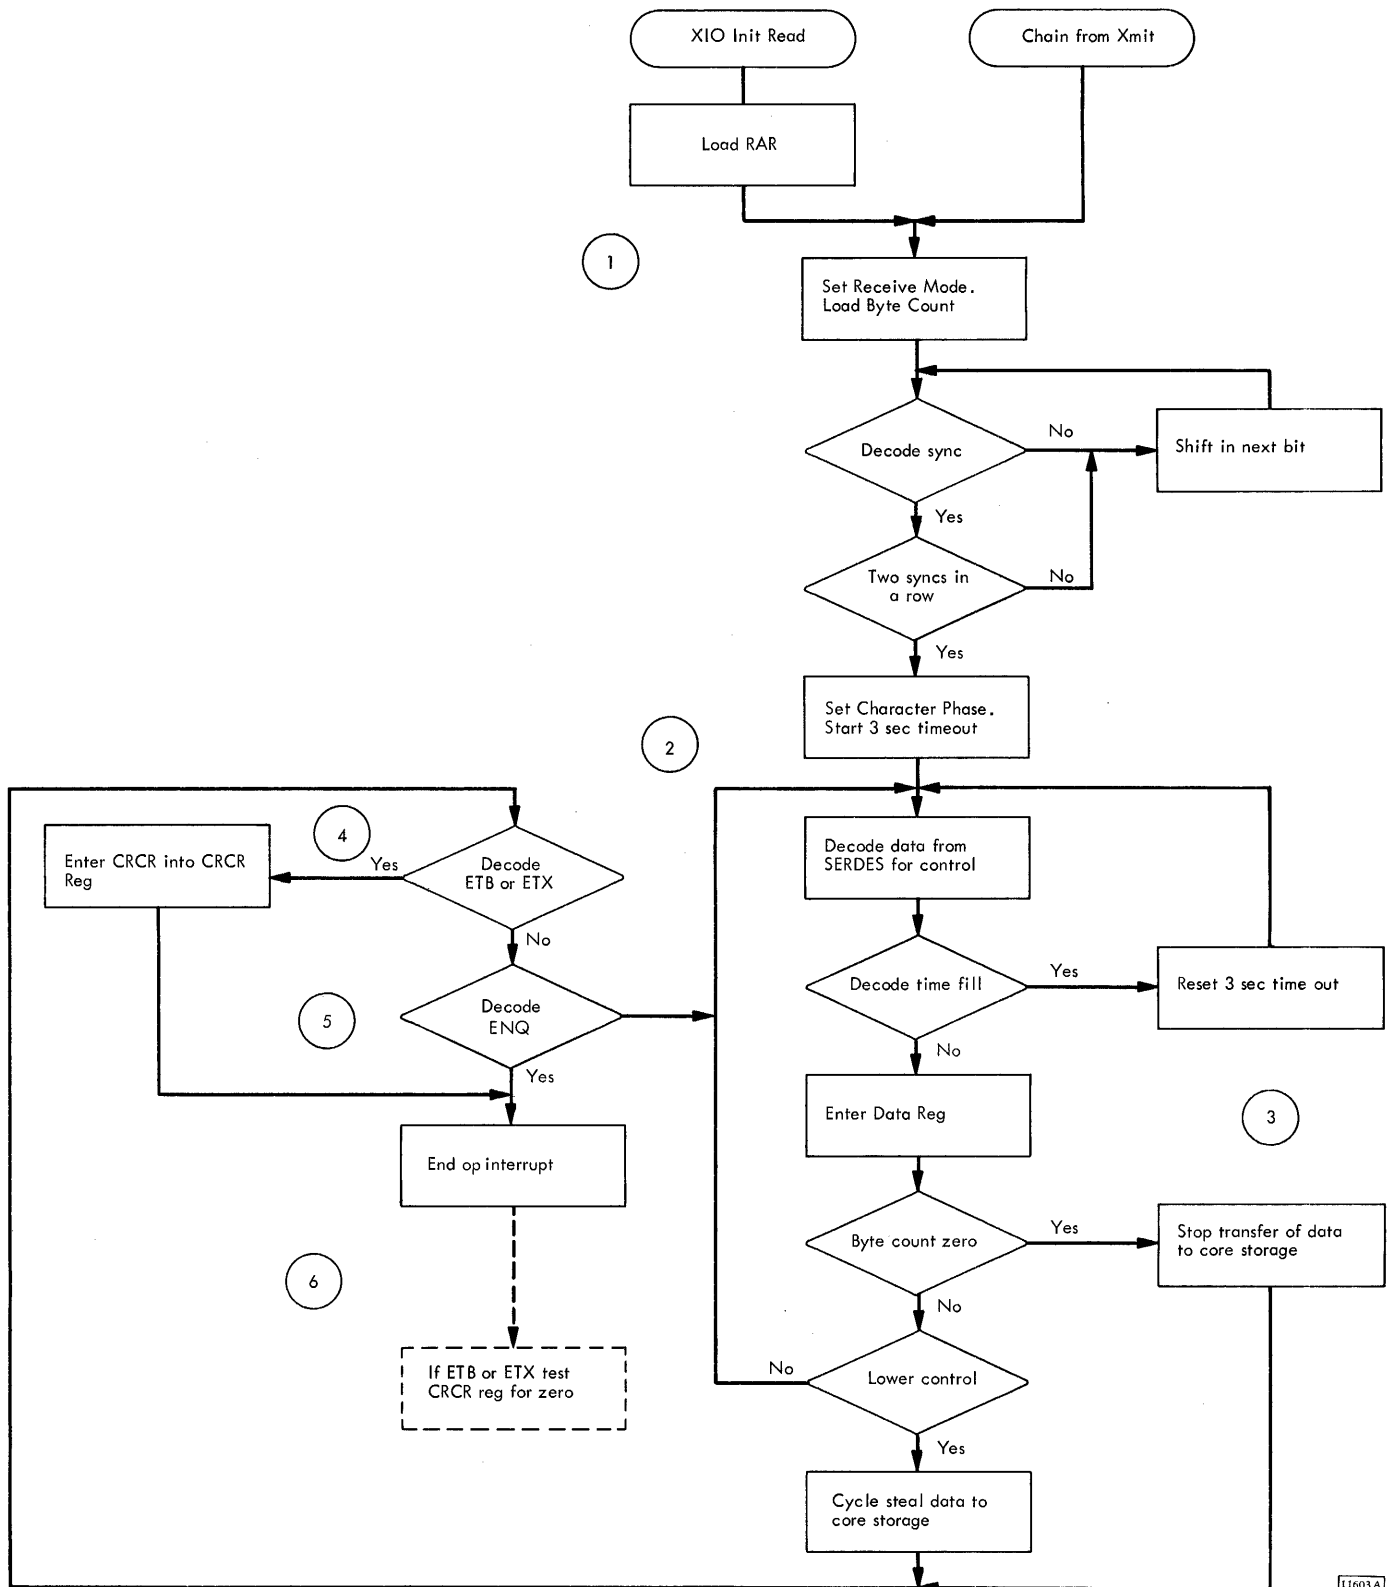 XIO Init Read
Chain from Xmit
Load RAR
1
Set Receive Mode.
Load Byte Count
Decode sync
No
Shift in next bit
Yes
Two syncs in
a row
No
Yes
Set Character Phase.
Start 3 sec timeout
2
4
Enter CRCR into CRCR
Reg
Yes
Decode
ETB or ETX
No
Decode data from
SERDES for control
Decode time fill
Yes
Reset 3 sec time out
No
5
Decode
ENQ
Yes
Enter Data Reg
3
End op interrupt
Byte count zero
Yes
Stop transfer of data
to core storage
No
6
If ETB or ETX test
CRCR reg for zero
No
Lower control
Yes
Cycle steal data to
core storage